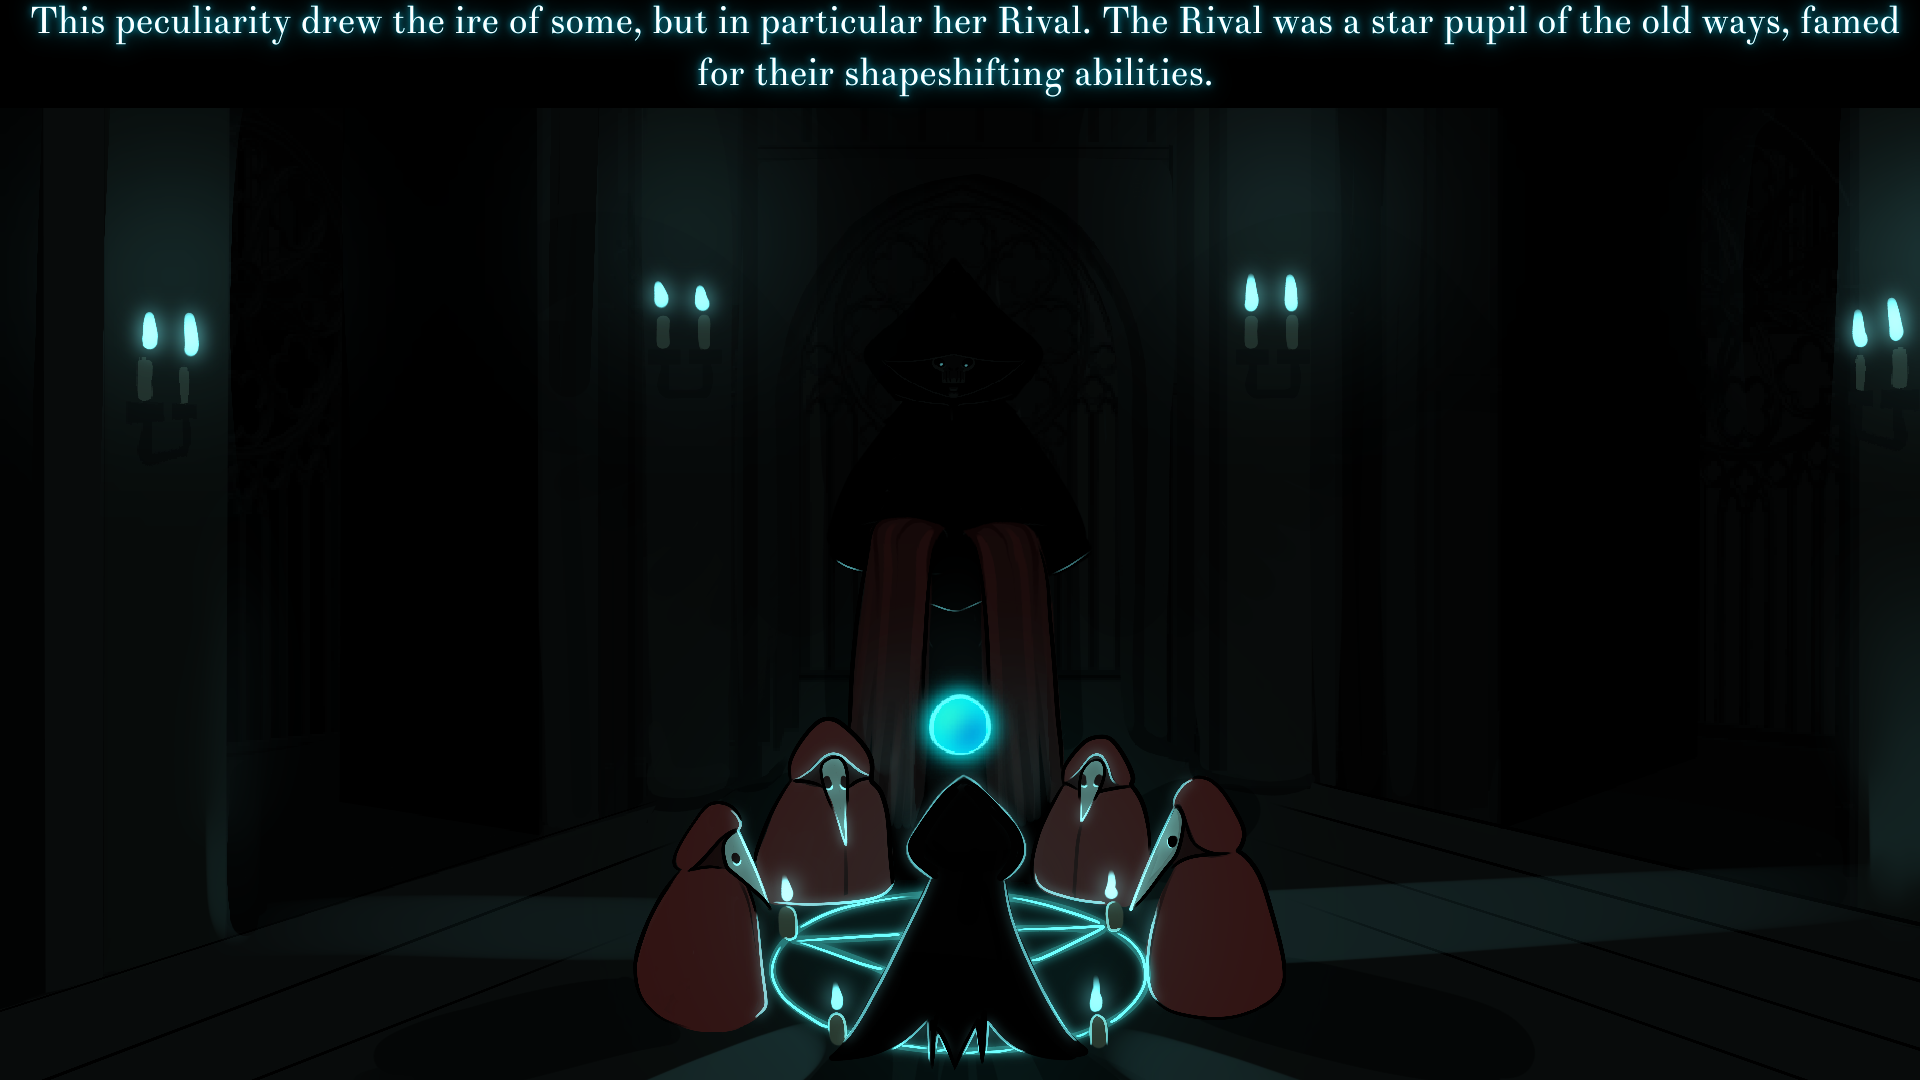 This peculiarity drew the ire of some, but in particular her Rival. The Rival was a star pupil of the old ways, famed
for their shapeshifting abilities.